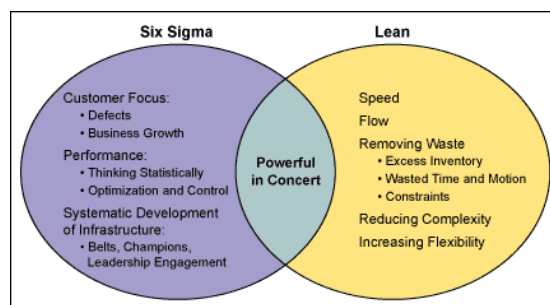 Six Sigma
Lean
Customer Focus:
• Defects
• Business Growth
Performance:
• Thinking Statistically
• Optimization and Control
Systematic Development
of Infrastructure:
• Belts, Champions,
Leadership Engagement
Powerful
in Concert
Speed
Flow
Removing Waste
• Excess Inventory
• Wasted Time and Motion
• Constraints
Reducing Complexity
Increasing Flexibility